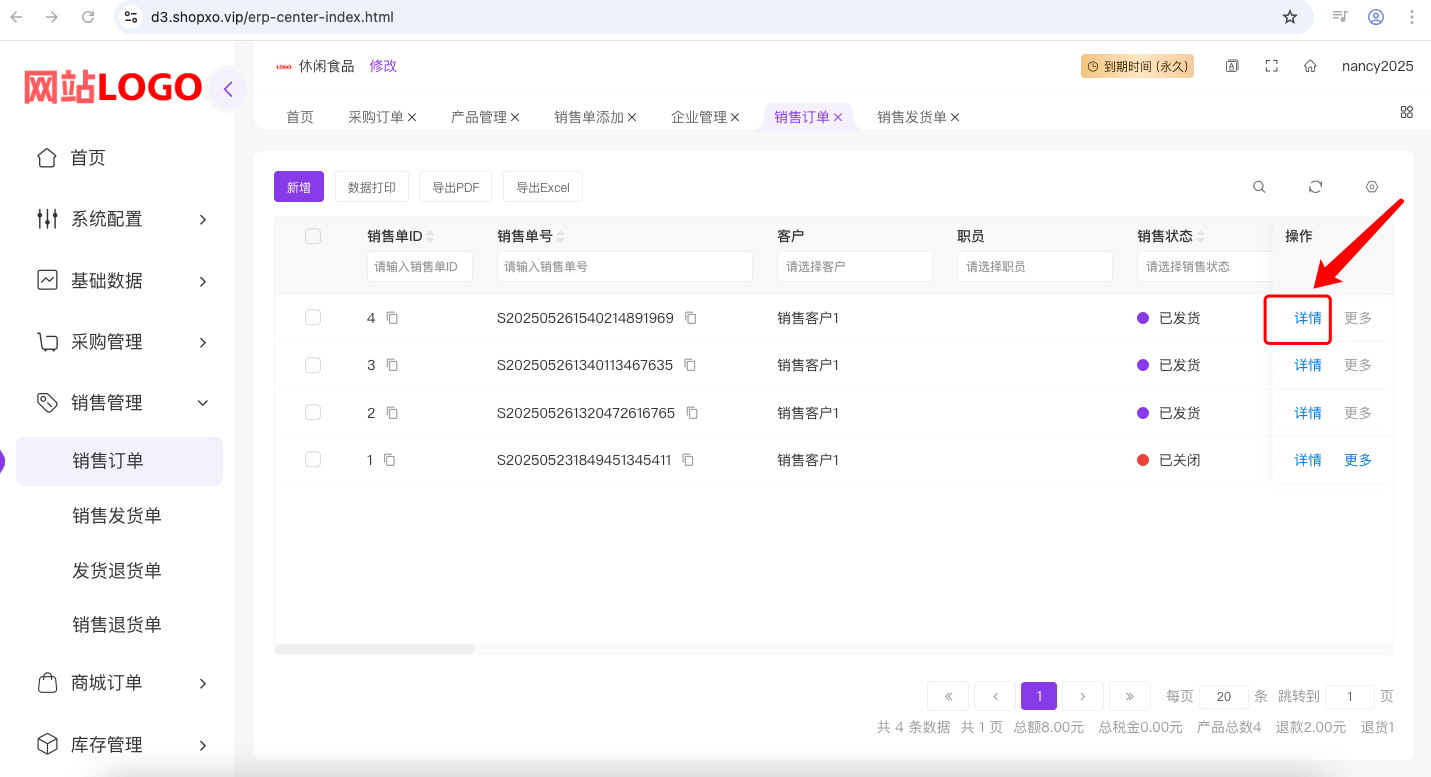 d3.shopxo.vip/erp-center-index.html
网站LOGO
LOGO 休闲食品 修改
到期时间 (永久)
nancy2025
首页 采购订单 产品管理 销售单添加 企业管理 销售订单 销售发货单
首页
系统配置
基础数据
采购管理
销售管理
销售订单
销售发货单
发货退货单
销售退货单
商城订单
库存管理
新增 数据打印 导出PDF 导出Excel
销售单ID 销售单号 客户 职员 销售状态 操作
请输入销售单ID 请输入销售单号 请选择客户 请选择职员 请选择销售状态
4 S202505261540214891969 销售客户1 已发货 详情 更多
3 S202505261340113467635 销售客户1 已发货 详情 更多
2 S202505261320472616765 销售客户1 已发货 详情 更多
1 S202505231849451345411 销售客户1 已关闭 详情 更多
« ‹ 1 › » 每页 20 条 跳转到 1 页
共 4 条数据 共 1 页 总额8.00元 总税金0.00元 产品总数4 退款2.00元 退货1